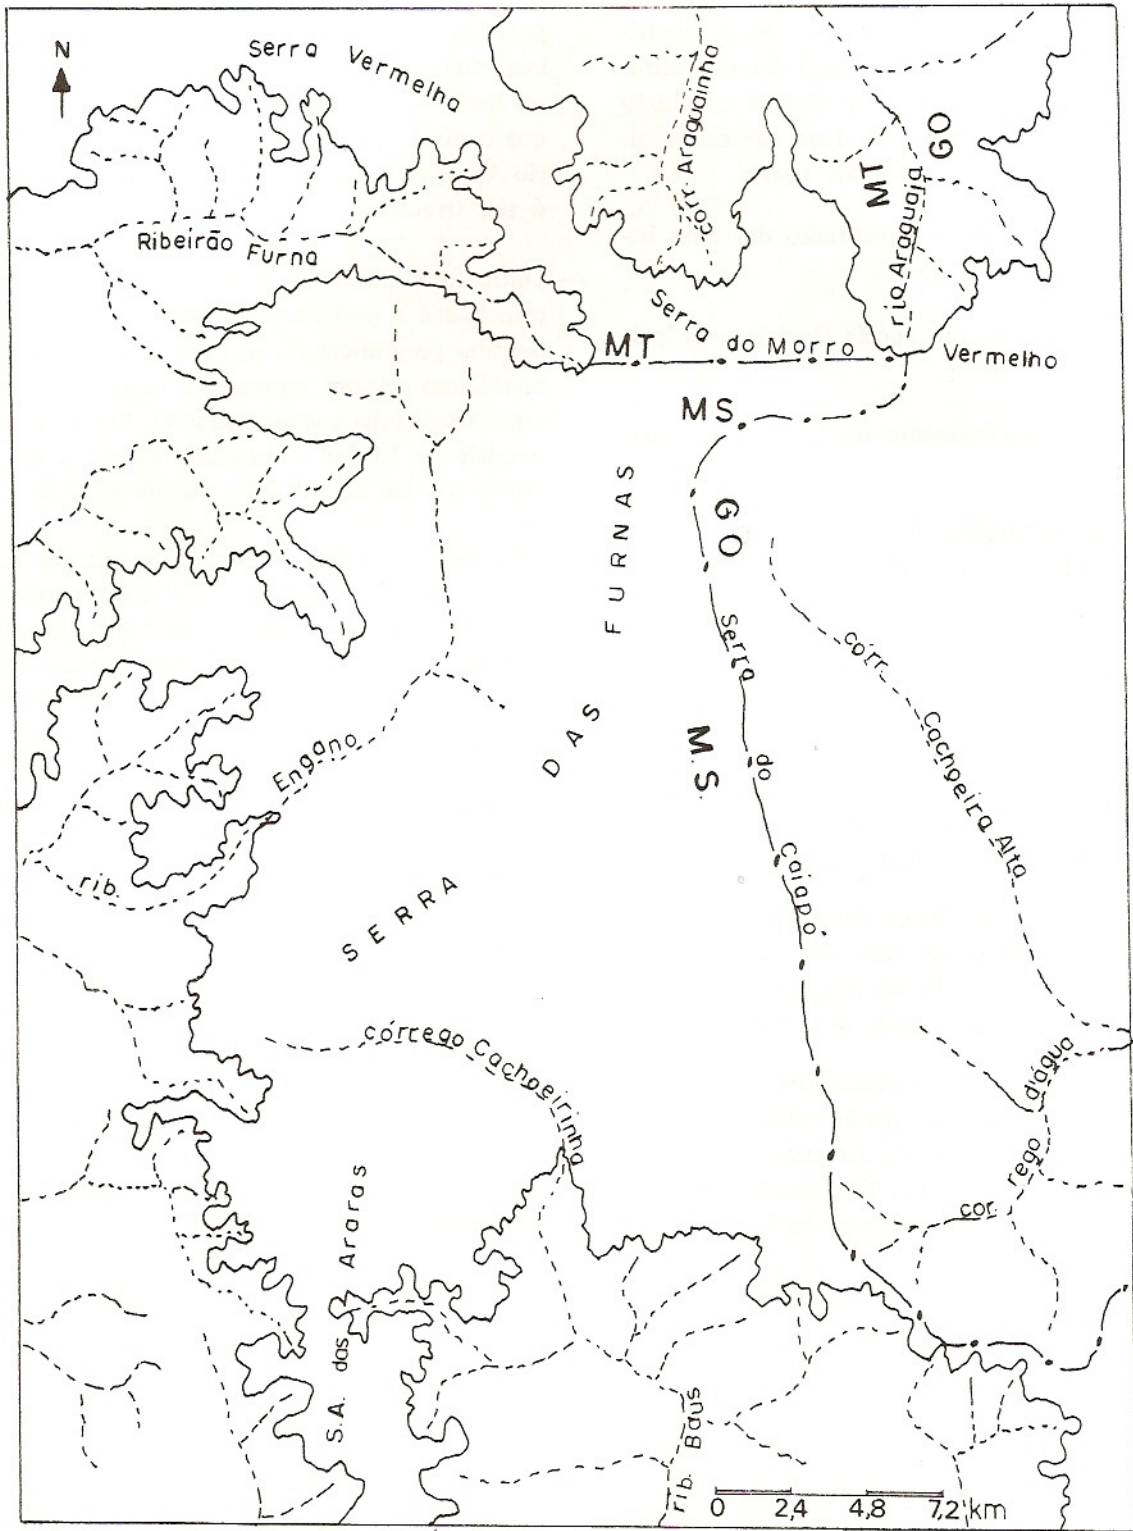 N
Serra Vermelha
corr. Araguainha
MT
GO
rio Araguaia
Ribeirão Furna
Serra do Morro Vermelho
MT
MS
GO
SERRA DAS FURNAS
Serra do Caiapó
M.S.
córr. Cachoeira Alta
rib. Engano
córrego Cachoeirinha
cor. rego d'água
S.A. das Araras
rib. Baus
0 2,4 4,8 7,2 km